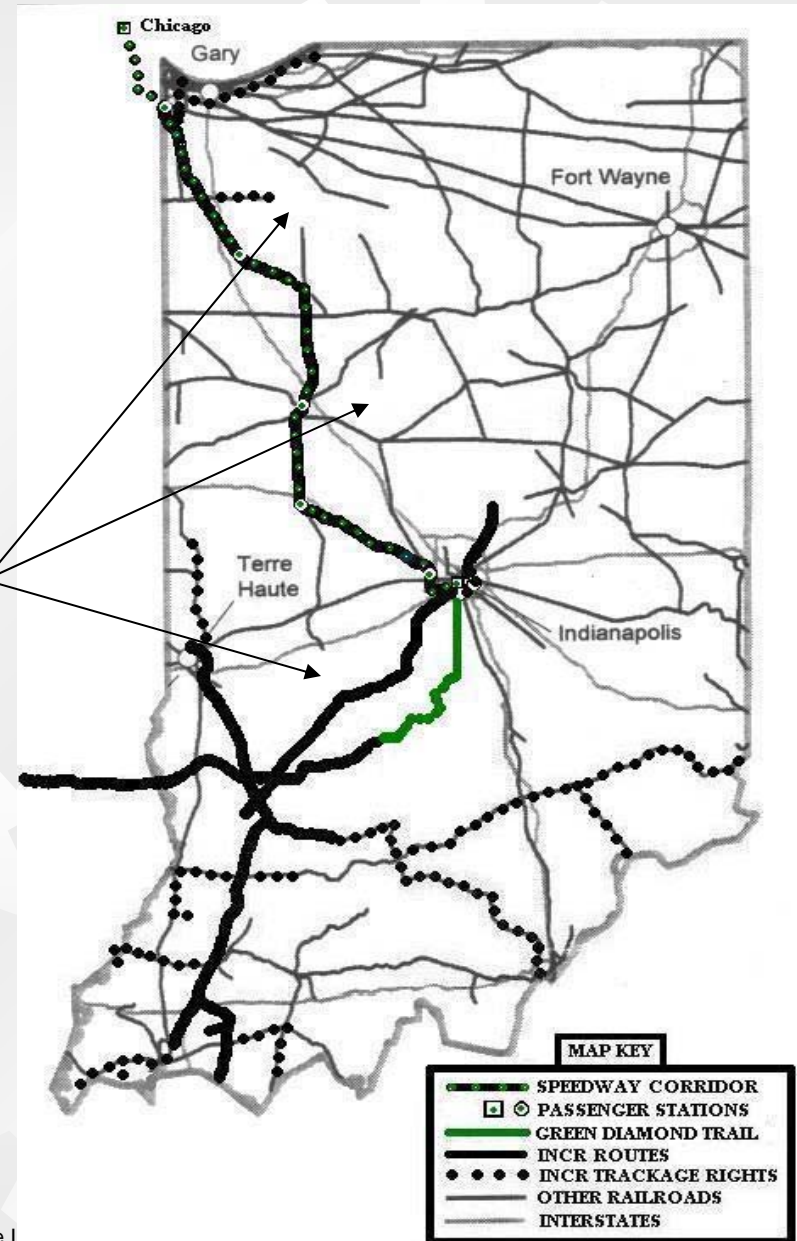 Chicago
Gary
Fort Wayne
Terre
Haute
Indianapolis
MAP KEY
SPEEDWAY CORRIDOR
PASSENGER STATIONS
GREEN DIAMOND TRAIL
INCR ROUTES
INCR TRACKAGE RIGHTS
OTHER RAILROADS
INTERSTATES